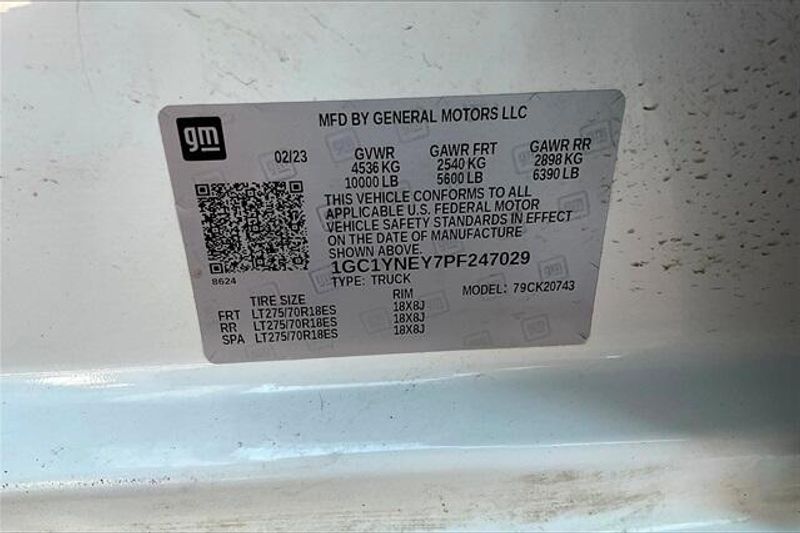 gm
MFD BY GENERAL MOTORS LLC
02/23 GVWR GAWR FRT GAWR RR
4536 KG 2540 KG 2898 KG
10000 LB 5600 LB 6390 LB
THIS VEHICLE CONFORMS TO ALL
APPLICABLE U.S. FEDERAL MOTOR
VEHICLE SAFETY STANDARDS IN EFFECT
ON THE DATE OF MANUFACTURE
SHOWN ABOVE.
1GC1YNEY7PF247029
8624 TYPE: TRUCK MODEL: 79CK20743
TIRE SIZE RIM
FRT LT275/70R18ES 18X8J
RR LT275/70R18ES 18X8J
SPA LT275/70R18ES 18X8J